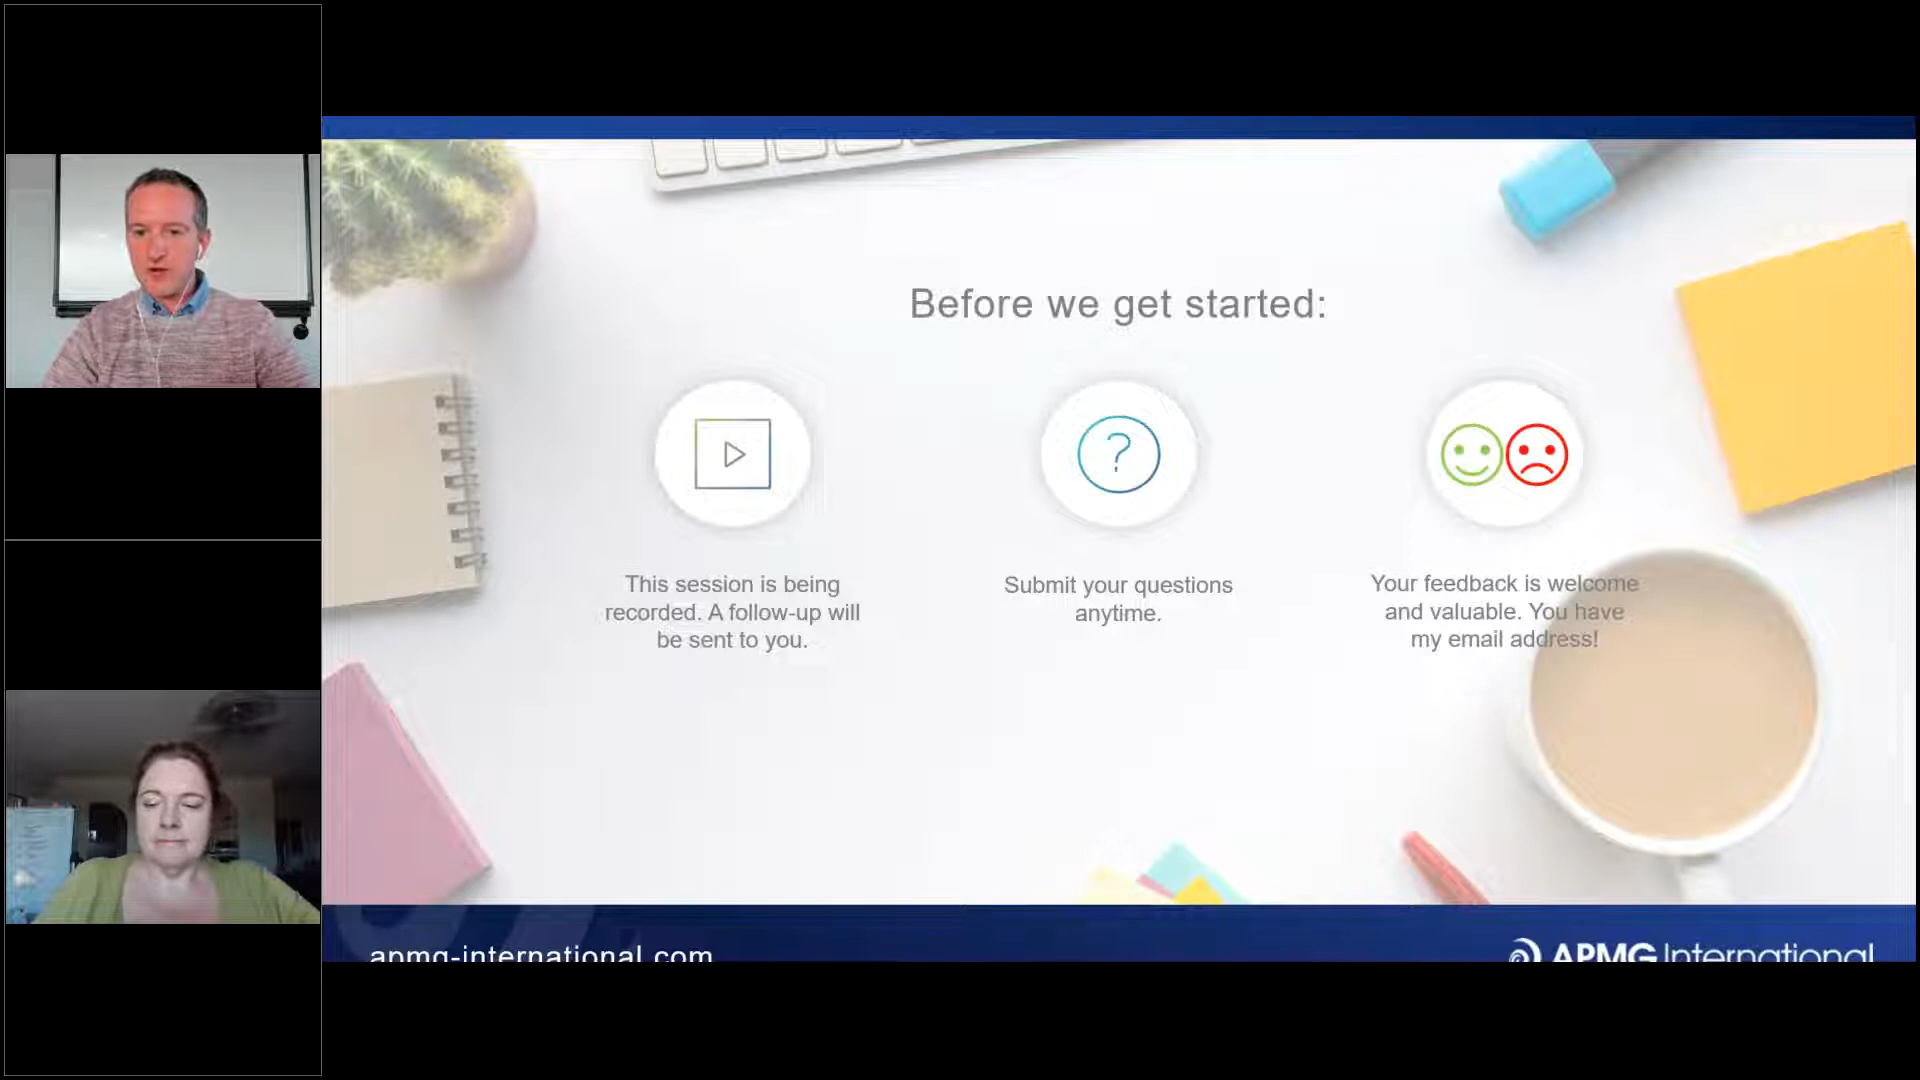 Before we get started:
?
This session is being
recorded. A follow-up will
be sent to you.
Submit your questions
anytime.
Your feedback is welcome
and valuable. You have
my email address!
apmg-international.com
APMG International